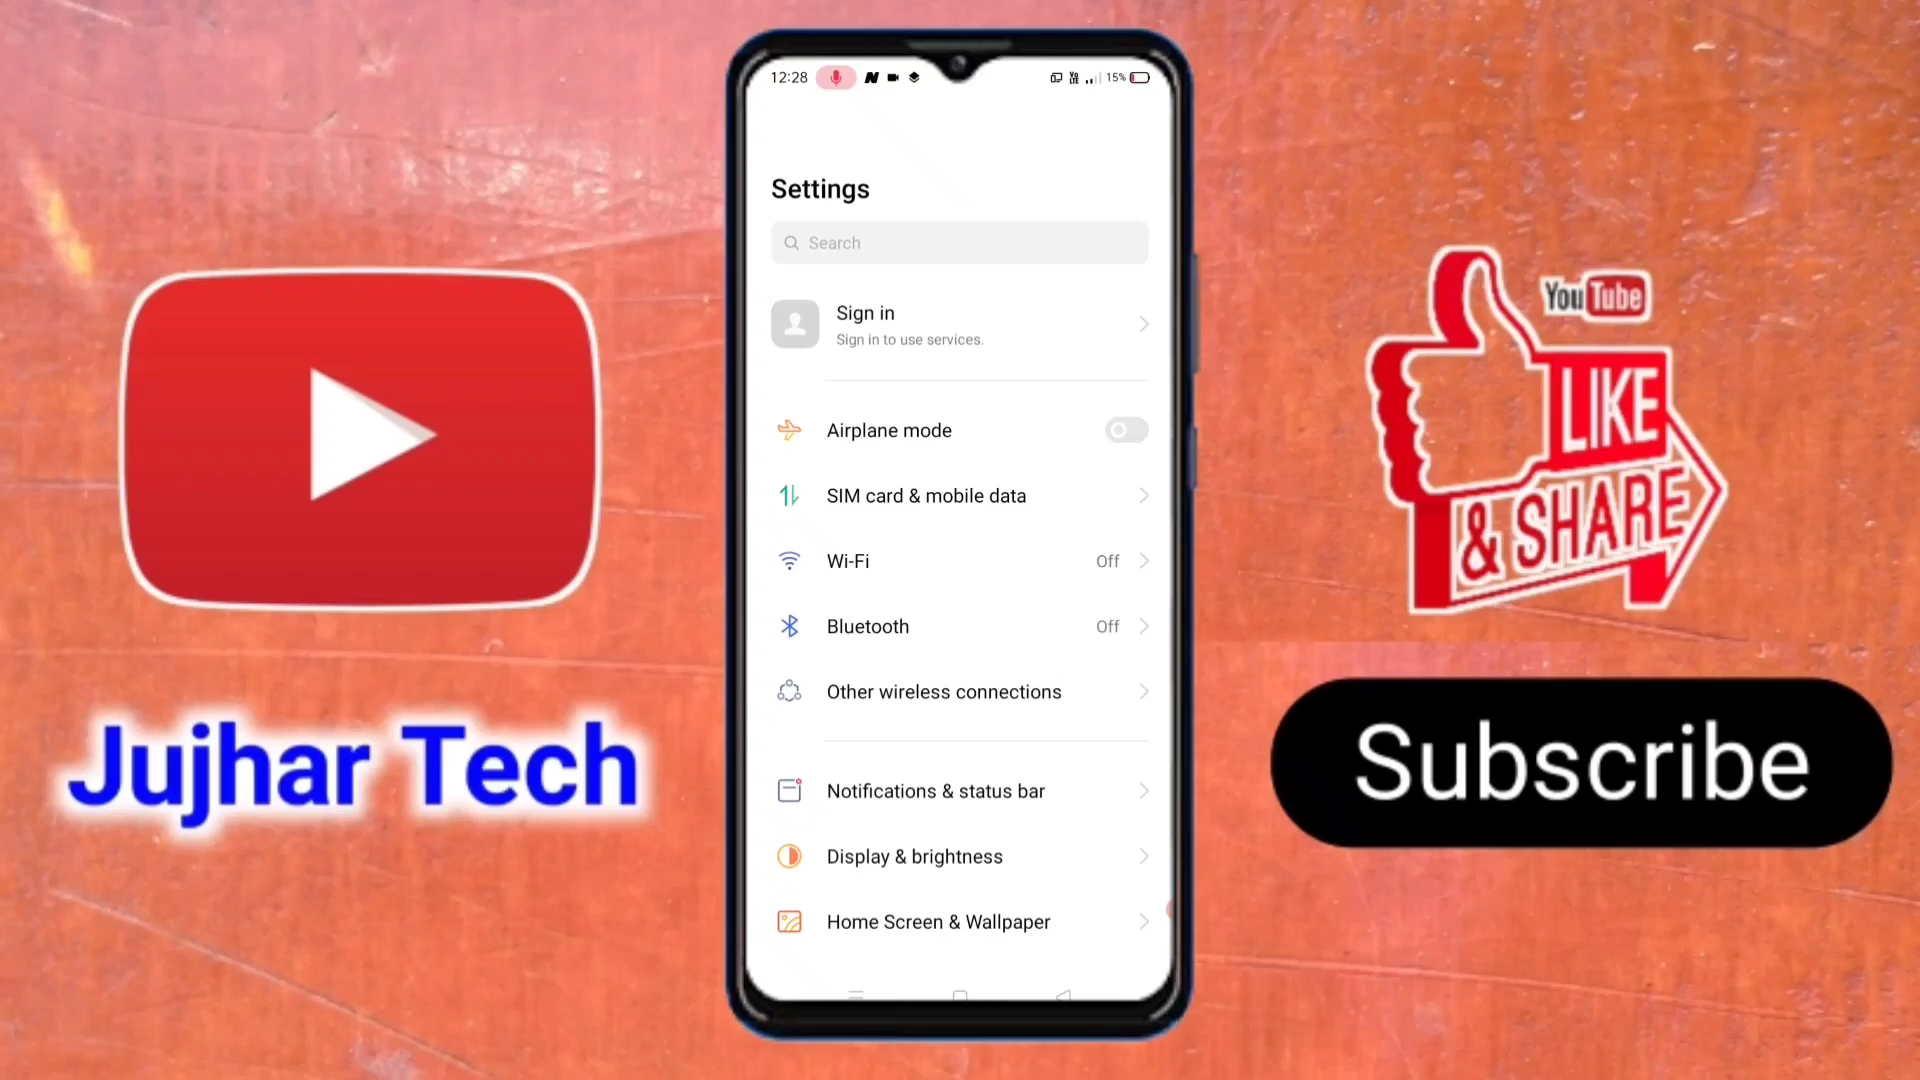 12:28
VO LTE 15%
Settings
Search
Sign in
Sign in to use services.
Airplane mode
SIM card & mobile data
Wi-Fi Off
Bluetooth Off
Other wireless connections
Notifications & status bar
Display & brightness
Home Screen & Wallpaper
Jujhar Tech
YouTube
LIKE
& SHARE
Subscribe